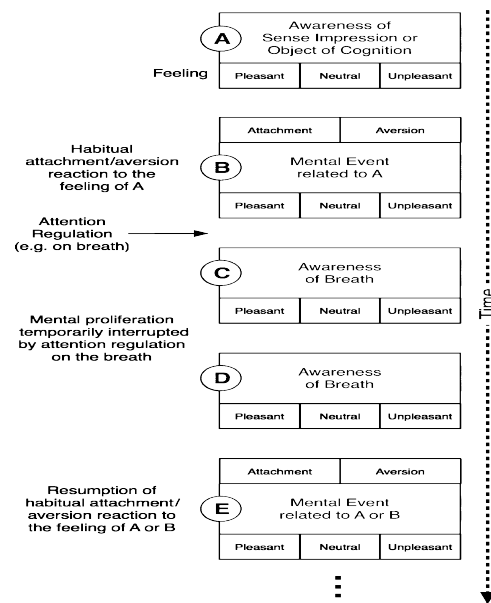 Awareness of
Sense Impression or
Object of Cognition
A
Feeling
Pleasant Neutral Unpleasant
Attachment Aversion
Habitual
attachment/aversion
reaction to the
feeling of A
B
Mental Event
related to A
Pleasant Neutral Unpleasant
Attention
Regulation
(e.g. on breath)
C
Awareness
of Breath
Pleasant Neutral Unpleasant
Time
Mental proliferation
temporarily interrupted
by attention regulation
on the breath
D
Awareness
of Breath
Pleasant Neutral Unpleasant
Attachment Aversion
Resumption of
habitual attachment/
aversion reaction to
the feeling of A or B
E
Mental Event
related to A or B
Pleasant Neutral Unpleasant